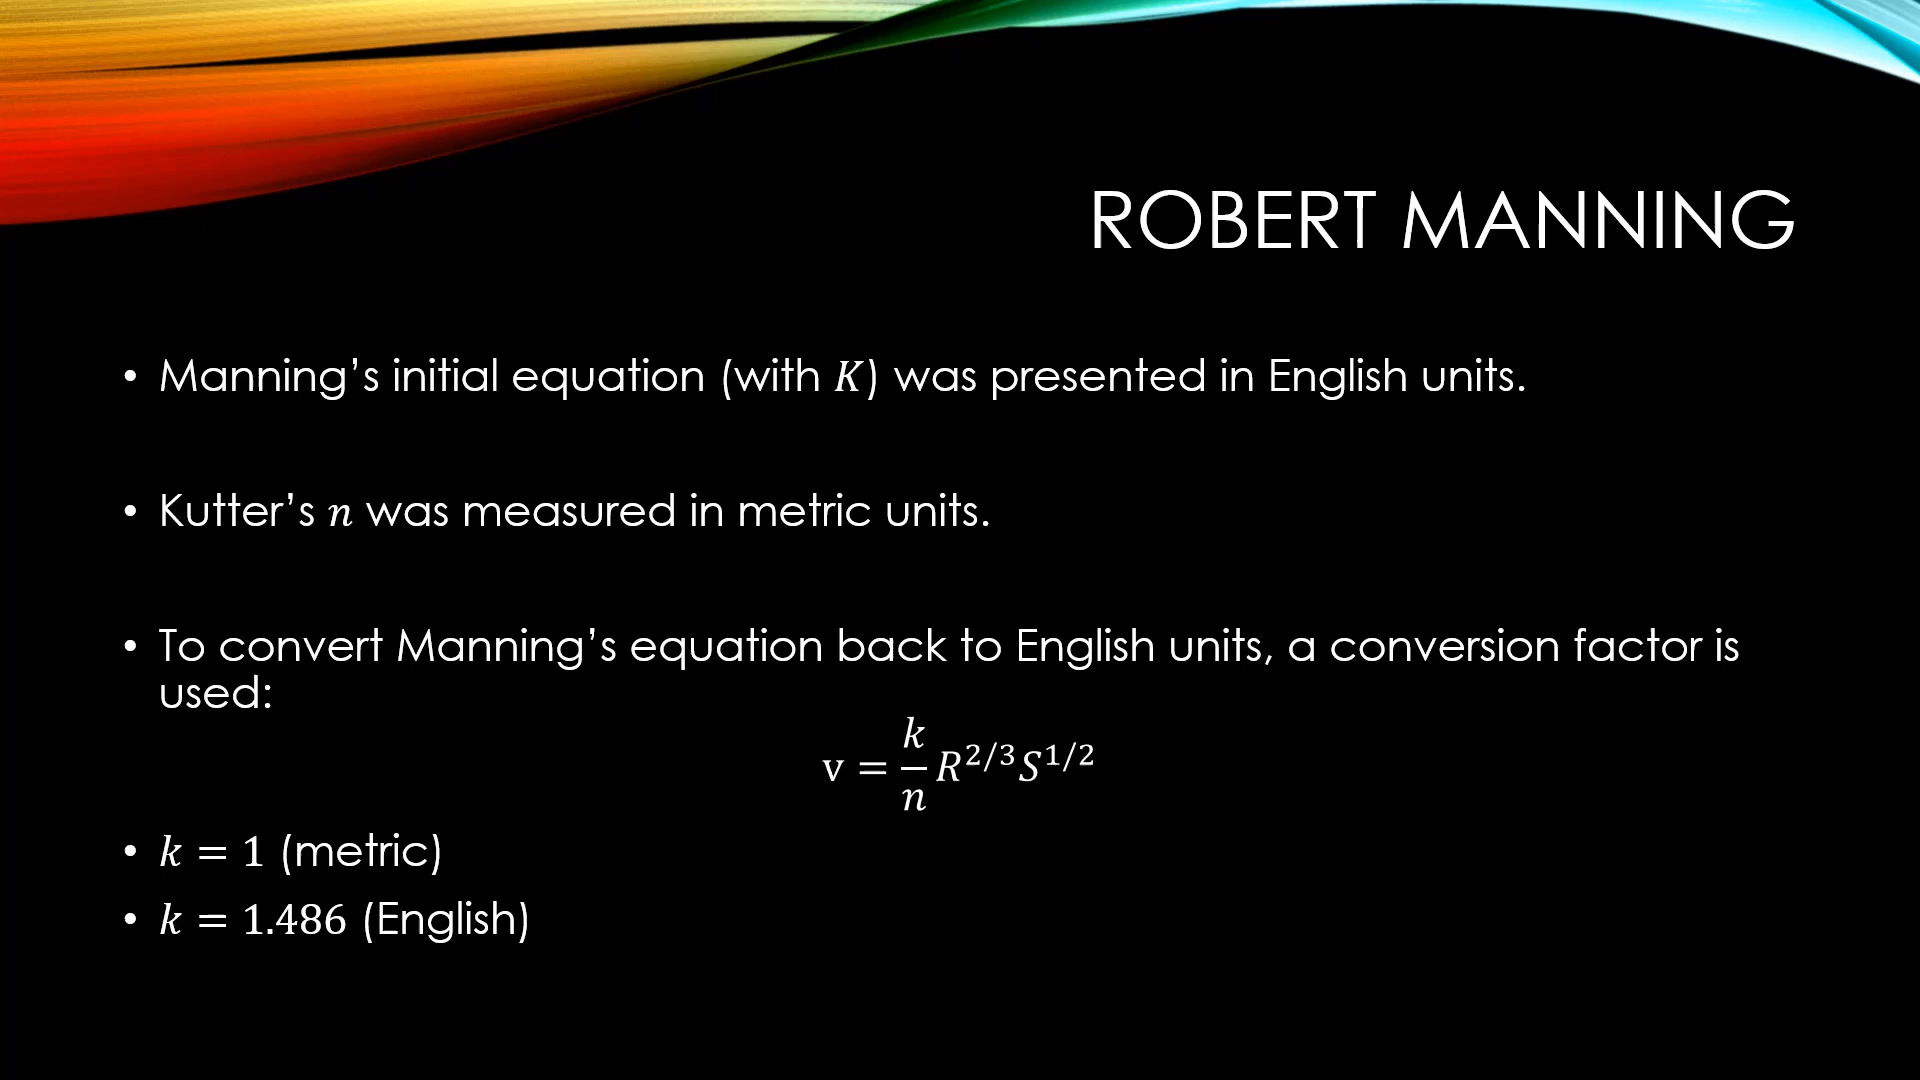 ROBERT MANNING
• Manning’s initial equation (with K) was presented in English units.
• Kutter’s n was measured in metric units.
• To convert Manning’s equation back to English units, a conversion factor is
used:
v = k/n R^2/3 S^1/2
• k = 1 (metric)
• k = 1.486 (English)